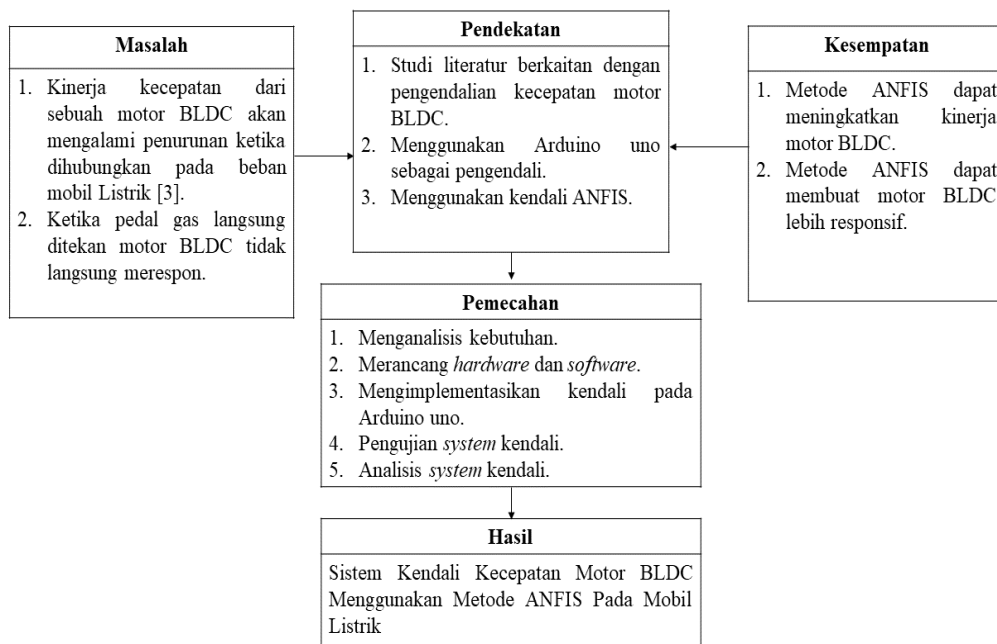 Masalah
1. Kinerja kecepatan dari
sebuah motor BLDC akan
mengalami penurunan ketika
dihubungkan pada beban
mobil Listrik [3].
2. Ketika pedal gas langsung
ditekan motor BLDC tidak
langsung merespon.
Pendekatan
1. Studi literatur berkaitan dengan
pengendalian kecepatan motor
BLDC.
2. Menggunakan Arduino uno
sebagai pengendali.
3. Menggunakan kendali ANFIS.
Kesempatan
1. Metode ANFIS dapat
meningkatkan kinerja
motor BLDC.
2. Metode ANFIS dapat
membuat motor BLDC
lebih responsif.
Pemecahan
1. Menganalisis kebutuhan.
2. Merancang hardware dan software.
3. Mengimplementasikan kendali pada
Arduino uno.
4. Pengujian system kendali.
5. Analisis system kendali.
Hasil
Sistem Kendali Kecepatan Motor BLDC
Menggunakan Metode ANFIS Pada Mobil
Listrik